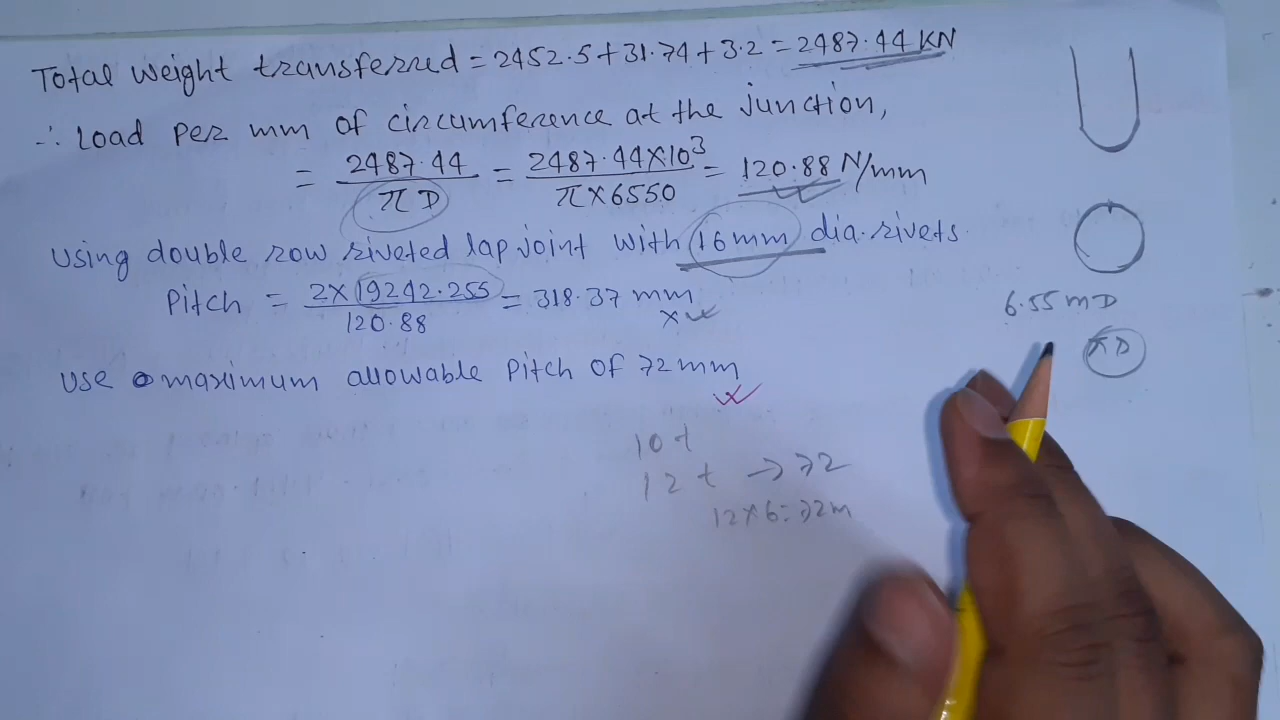 Total weight transferred = 2452.5+31.74+3.2 = 2487.44 KN
∴ Load Per mm of circumference at the junction,
= 2487.44 / πD = 2487.44×10³ / π×6550 = 120.88 N/mm
using double row riveted lap joint with 16mm dia. rivets.
Pitch = 2×19242.255 / 120.88 = 318.37 mm
×
use maximum allowable Pitch of 72mm
10 t
12 t → 72
12×6=72m
6.55 m D
πD